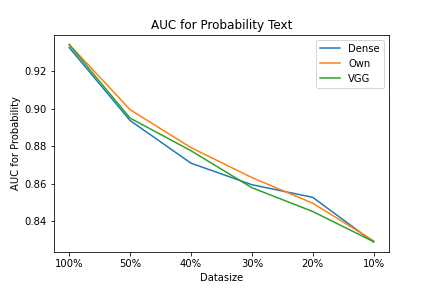 AUC for Probability Text
Dense
Own
VGG
AUC for Probability
0.92
0.90
0.88
0.86
0.84
100%
50%
40%
30%
20%
10%
Datasize